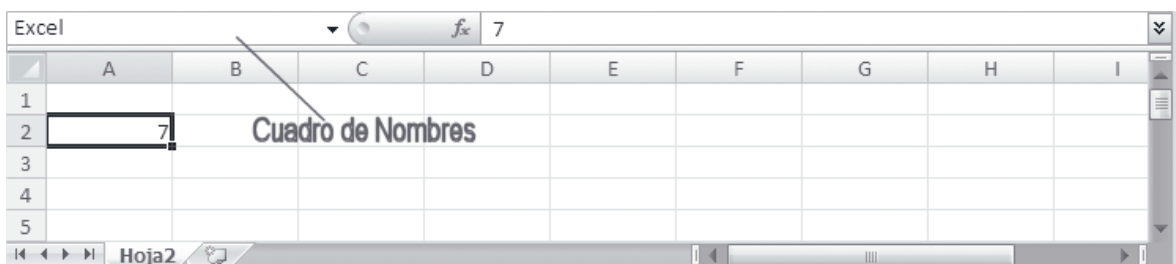 Excel fx 7
A B C D E F G H I
1
2 7
Cuadro de Nombres
3
4
5
Hoja2